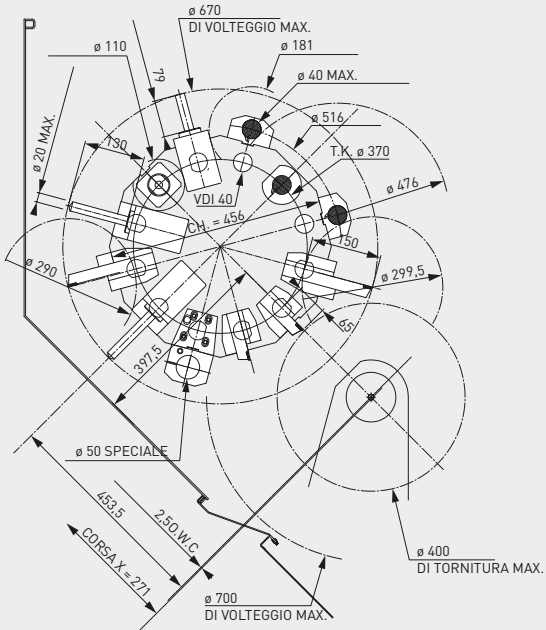 ø 670
DI VOLTEGGIO MAX.
ø 110
ø 181
79
ø 40 MAX.
ø 20 MAX.
130
ø 516
T.K. ø 370
VDI 40
ø 476
CH. = 456
150
ø 290
ø 299,5
65
397,5
ø 50 SPECIALE
453,5
2,5 O.W.C
CORSA X = 271
ø 400
DI TORNITURA MAX.
ø 700
DI VOLTEGGIO MAX.